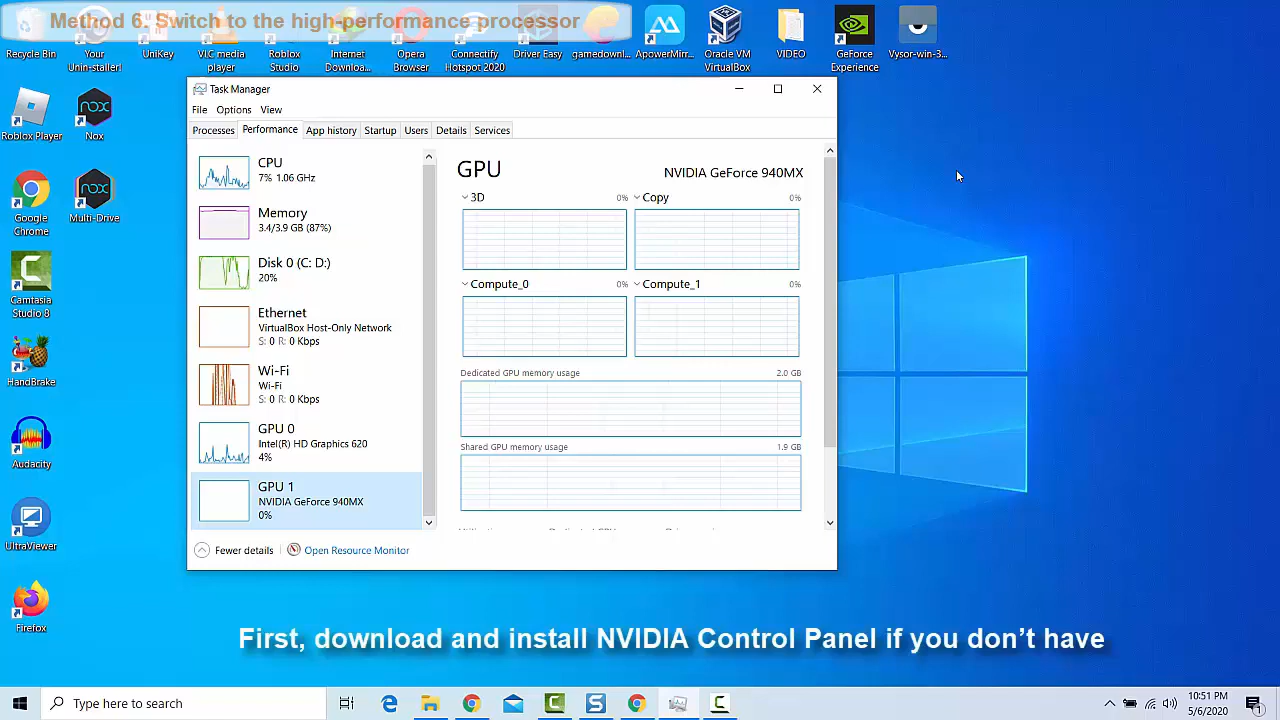 Method 6. Switch to the high-performance processor
Recycle Bin
Your
Unin-staller!
UniKey
VLC media
player
Roblox
Studio
Internet
Downloa...
Opera
Browser
Connectify
Hotspot 2020
Driver Easy
gamedownl...
ApowerMirr...
Oracle VM
VirtualBox
VIDEO
GeForce
Experience
Vysor-win-3...
Roblox Player
Nox
Google
Chrome
Multi-Drive
Camtasia
Studio 8
HandBrake
Audacity
UltraViewer
Firefox
Task Manager
File Options View
Processes Performance App history Startup Users Details Services
CPU
7% 1.06 GHz
Memory
3.4/3.9 GB (87%)
Disk 0 (C: D:)
20%
Ethernet
VirtualBox Host-Only Network
S: 0 R: 0 Kbps
Wi-Fi
Wi-Fi
S: 0 R: 0 Kbps
GPU 0
Intel(R) HD Graphics 620
4%
GPU 1
NVIDIA GeForce 940MX
0%
GPU NVIDIA GeForce 940MX
3D 0% Copy 0%
Compute_0 0% Compute_1 0%
Dedicated GPU memory usage 2.0 GB
Shared GPU memory usage 1.9 GB
Fewer details Open Resource Monitor
First, download and install NVIDIA Control Panel if you don’t have
Type here to search
10:51 PM
5/6/2020
1